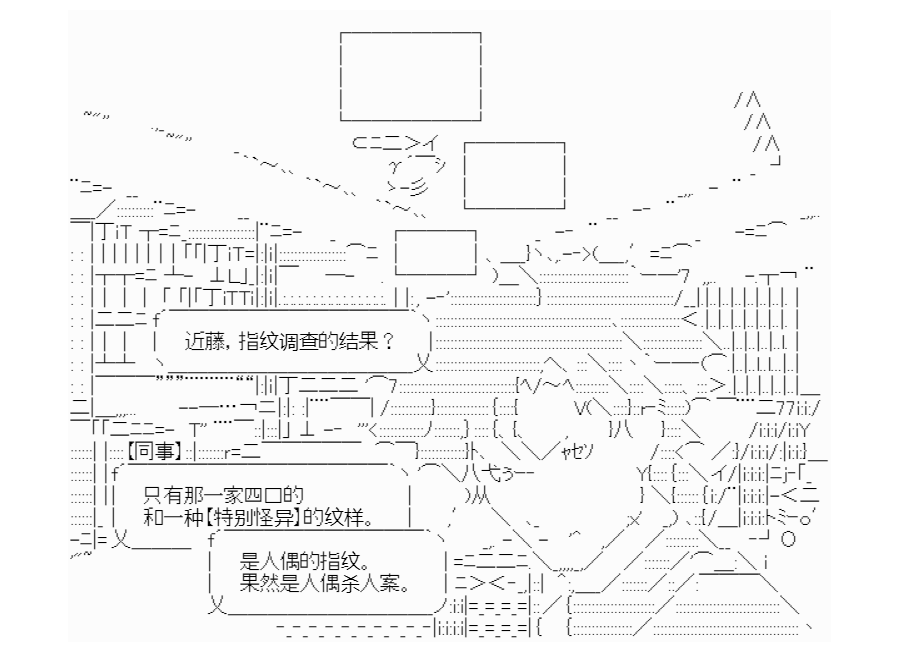 近藤，指纹调查的结果？
【同事】
只有那一家四口的
和一种【特别怪异】的纹样。
是人偶的指纹。
果然是人偶杀人案。